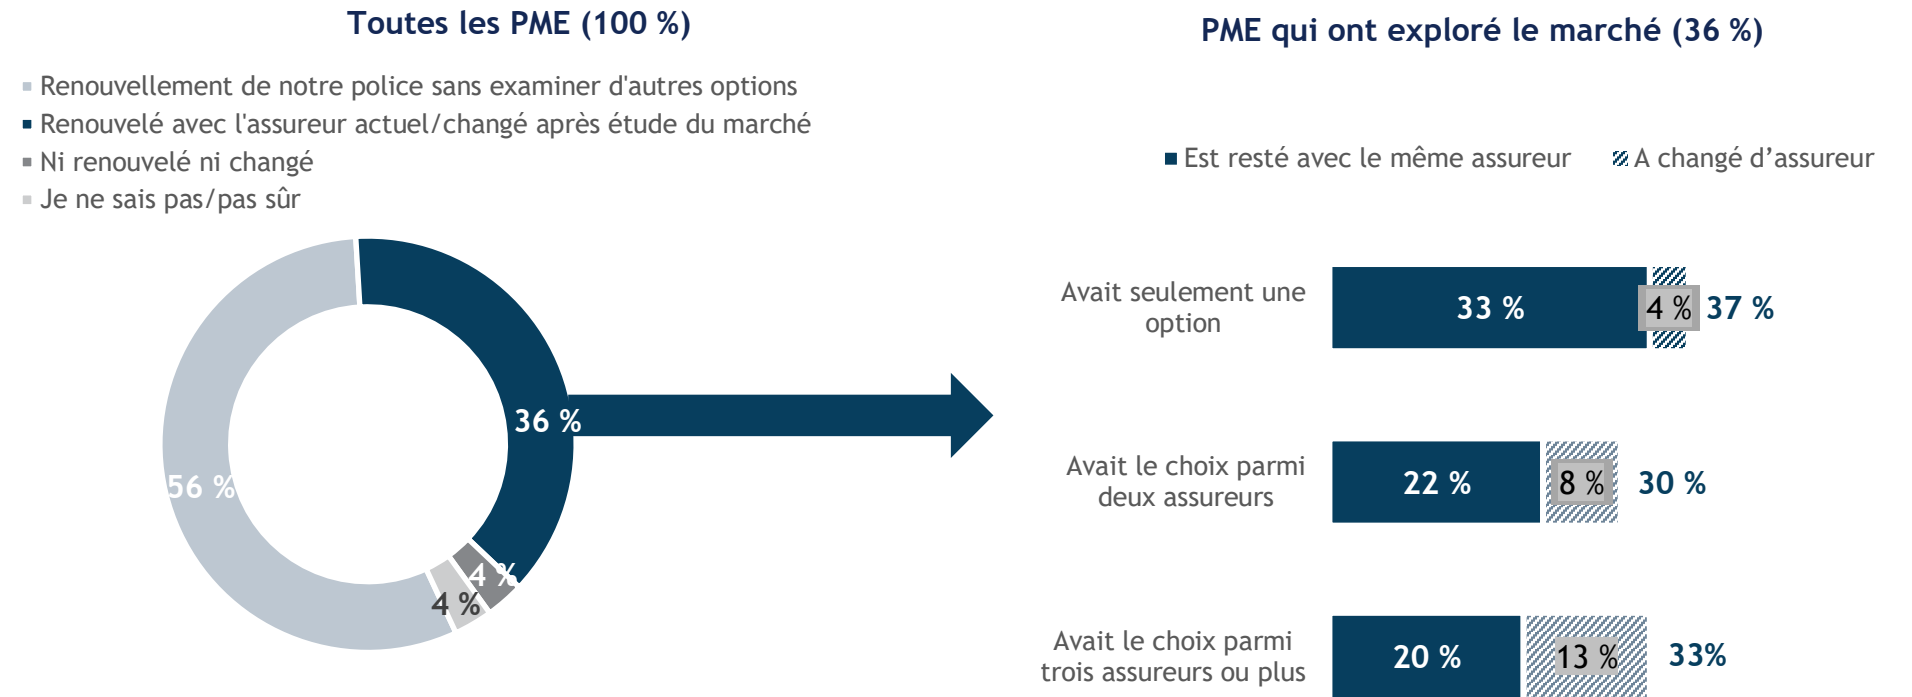 Toutes les PME (100 %)
Renouvellement de notre police sans examiner d'autres options
Renouvelé avec l'assureur actuel/changé après étude du marché
Ni renouvelé ni changé
Je ne sais pas/pas sûr
36 %
56 %
4 %
4 %
PME qui ont exploré le marché (36 %)
Est resté avec le même assureur
A changé d’assureur
Avait seulement une
option
33 %
4 %
37 %
Avait le choix parmi
deux assureurs
22 %
8 %
30 %
Avait le choix parmi
trois assureurs ou plus
20 %
13 %
33%